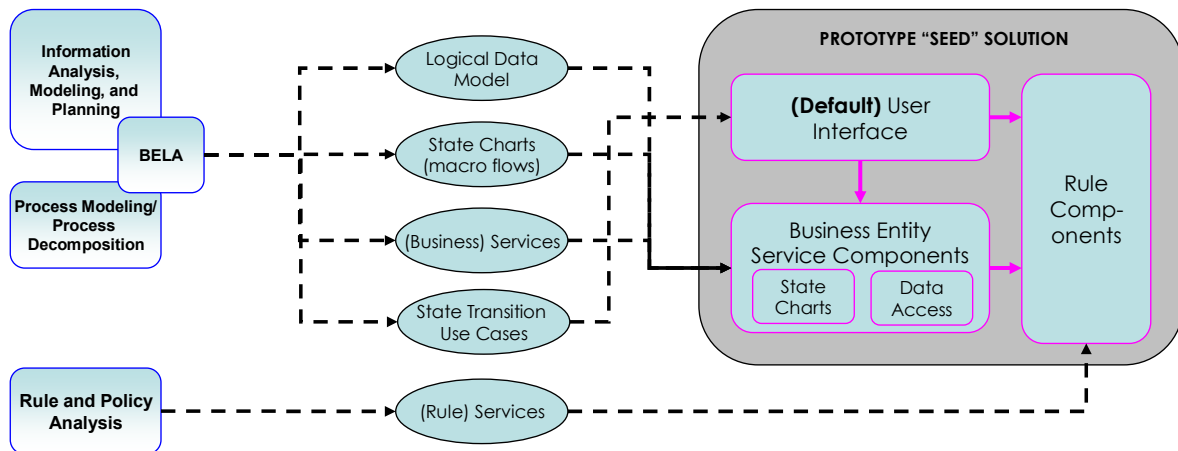 Information
Analysis,
Modeling, and
Planning
BELA
Process Modeling/
Process
Decomposition
Rule and Policy
Analysis
Logical Data
Model
State Charts
(macro flows)
(Business) Services
State Transition
Use Cases
(Rule) Services
PROTOTYPE “SEED” SOLUTION
(Default) User
Interface
Business Entity
Service Components
State
Charts
Data
Access
Rule
Comp-
onents